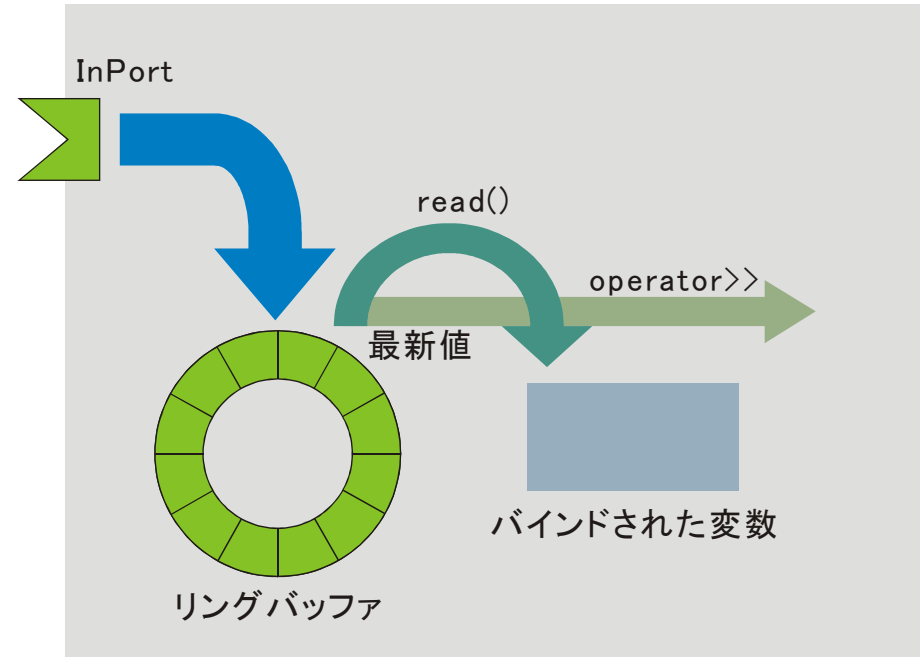 InPort
read()
operator>>
最新値
バインドされた変数
リングバッファ